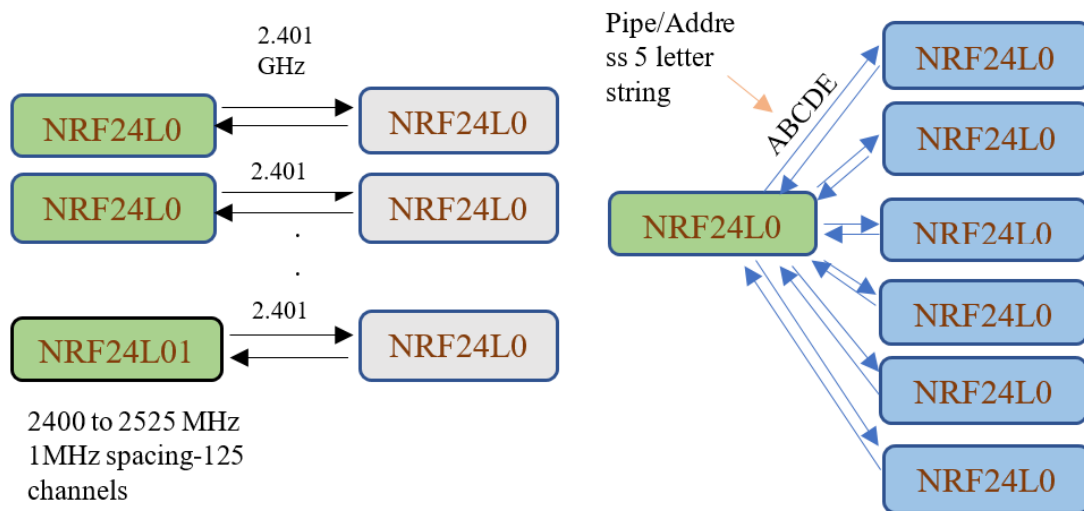 2.401
GHz
NRF24L0
NRF24L0
2.401
NRF24L0
NRF24L0
.
.
2.401
NRF24L01
NRF24L0
2400 to 2525 MHz
1MHz spacing-125
channels
Pipe/Addre
ss 5 letter
string
ABCDE
NRF24L0
NRF24L0
NRF24L0
NRF24L0
NRF24L0
NRF24L0
NRF24L0